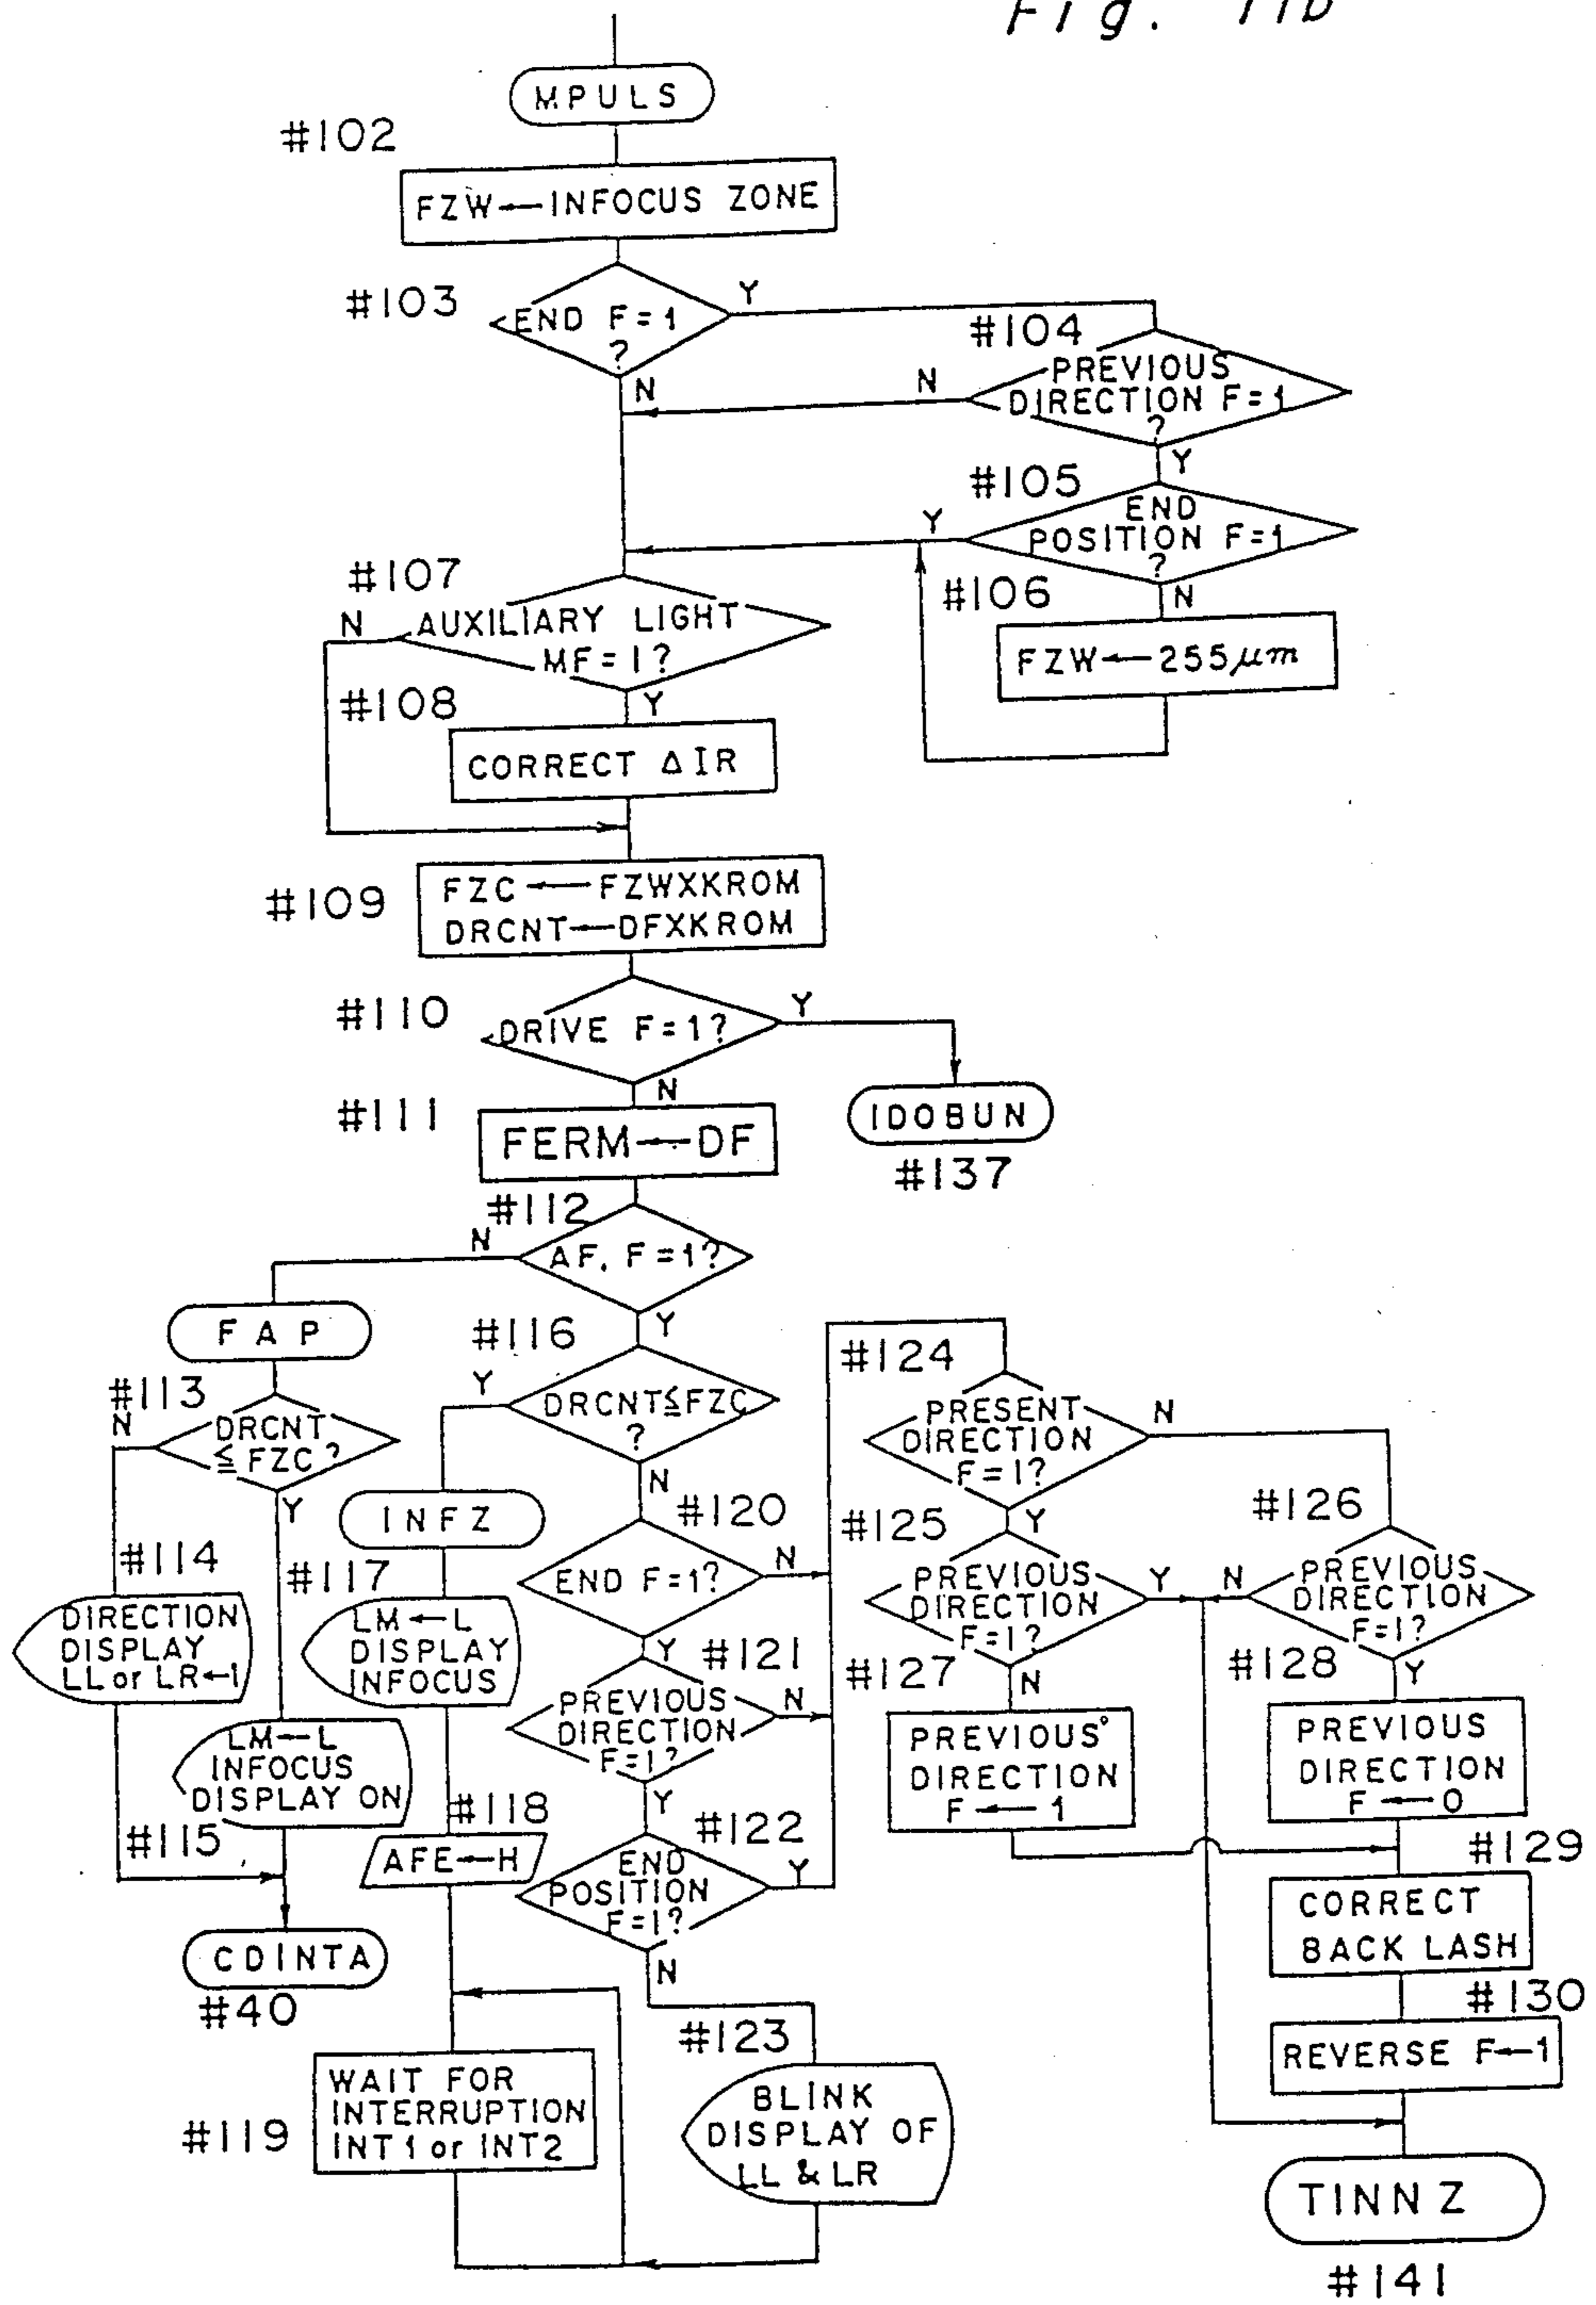 Fig. 11b
MPULS
#102
FZW←INFOCUS ZONE
#103
END F=1
?
Y
N
#104
PREVIOUS
DIRECTION F=1
?
N
Y
#105
END
POSITION F=1
?
Y
N
#106
FZW←255μm
#107
AUXILIARY LIGHT
MF=1?
N
Y
#108
CORRECT ΔIR
#109
FZC←FZWXKROM
DRCNT←DFXKROM
#110
DRIVE F=1?
Y
N
IDOBUN
#137
#111
FERM←DF
#112
AF, F=1?
N
Y
FAP
#113
DRCNT
≦FZC?
N
Y
#114
DIRECTION
DISPLAY
LL or LR←1
#115
LM←L
INFOCUS
DISPLAY ON
CDINTA
#40
#116
DRCNT≦FZC
?
Y
N
INFZ
#117
LM←L
DISPLAY
INFOCUS
#118
AFE←H
#119
WAIT FOR
INTERRUPTION
INT1 or INT2
#120
END F=1?
N
Y
#121
PREVIOUS
DIRECTION
F=1?
N
Y
#122
END
POSITION
F=1?
Y
N
#123
BLINK
DISPLAY OF
LL & LR
#124
PRESENT
DIRECTION
F=1?
N
Y
#125
PREVIOUS
DIRECTION
F=1?
Y
N
#126
PREVIOUS
DIRECTION
F=1?
N
Y
#127
PREVIOUS
DIRECTION
F←1
#128
PREVIOUS
DIRECTION
F←0
#129
CORRECT
BACK LASH
#130
REVERSE F←1
TINNZ
#141